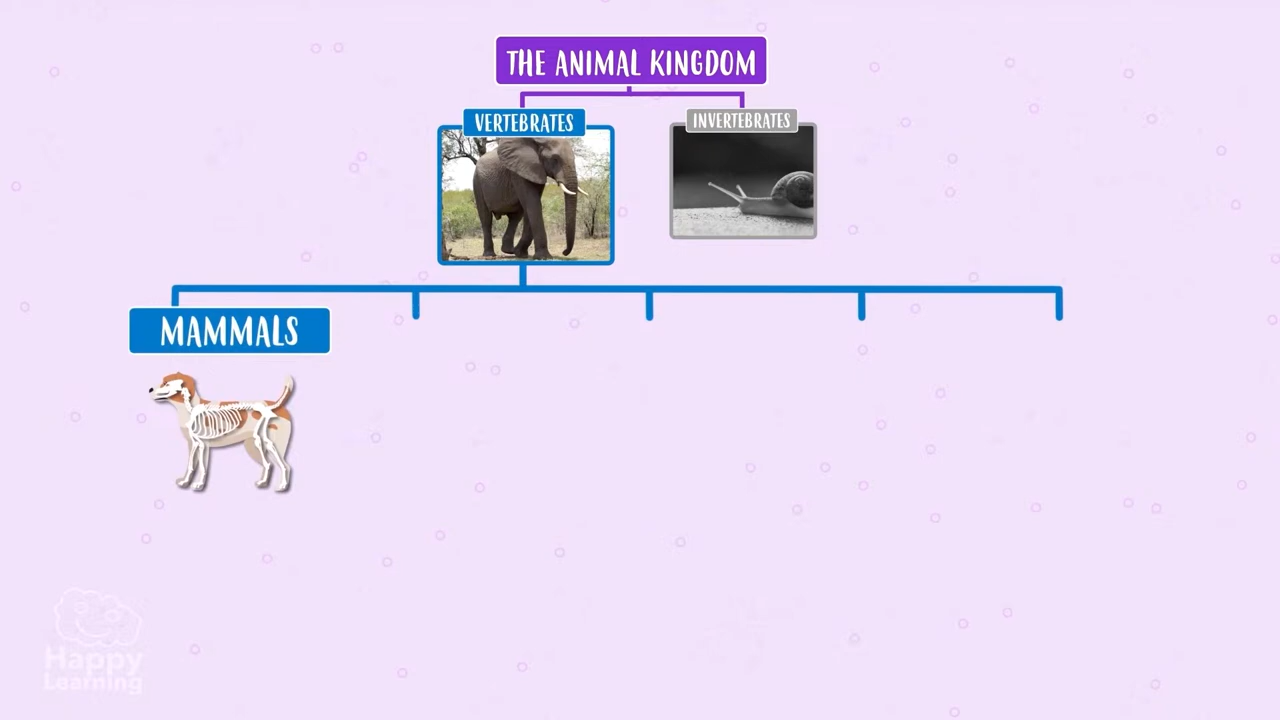 THE ANIMAL KINGDOM
VERTEBRATES
INVERTEBRATES
MAMMALS
Happy
Learning